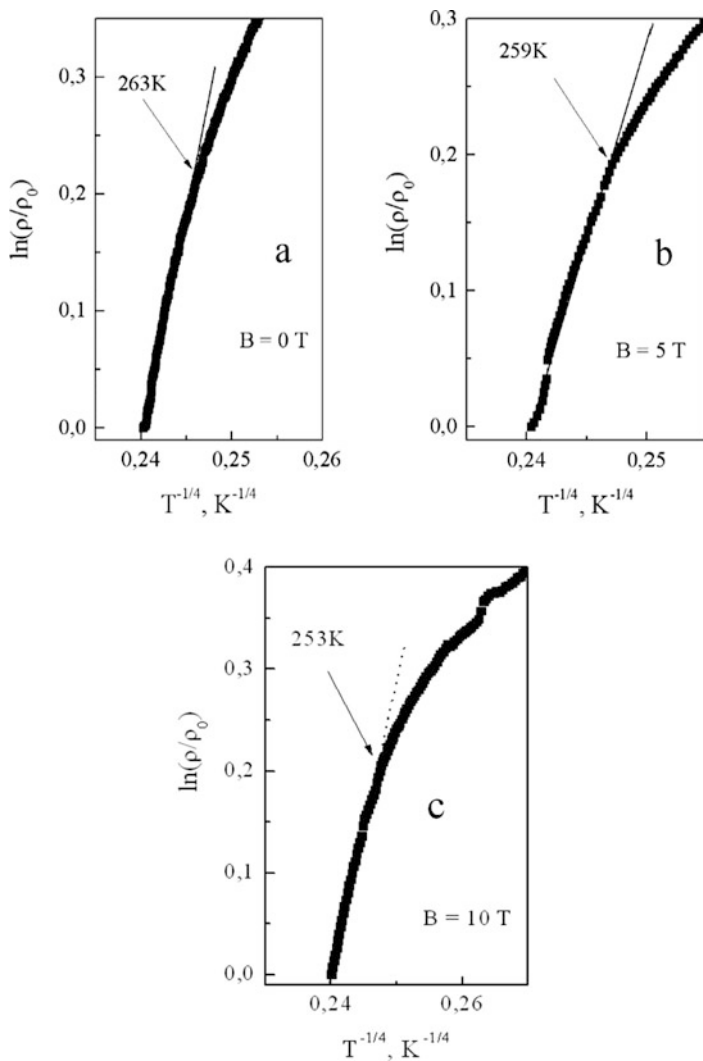 0,3
0,2
0,1
0,0
ln(ρ/ρ₀)
263K
a
B = 0 T
0,24 0,25 0,26
T⁻¹/⁴, K⁻¹/⁴
0,3
0,2
0,1
0,0
ln(ρ/ρ₀)
259K
b
B = 5 T
0,24 0,25
T⁻¹/⁴, K⁻¹/⁴
0,4
0,3
0,2
0,1
0,0
ln(ρ/ρ₀)
253K
c
B = 10 T
0,24 0,26
T⁻¹/⁴, K⁻¹/⁴